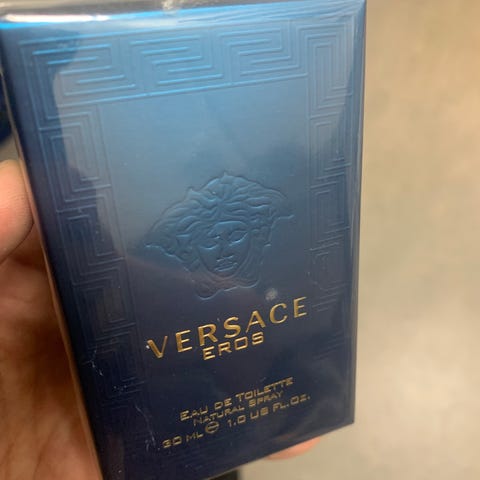 VERSACE
EROS
EAU DE TOILETTE
NATURAL SPRAY
30 ML ℮ 1.0 US FL.OZ.